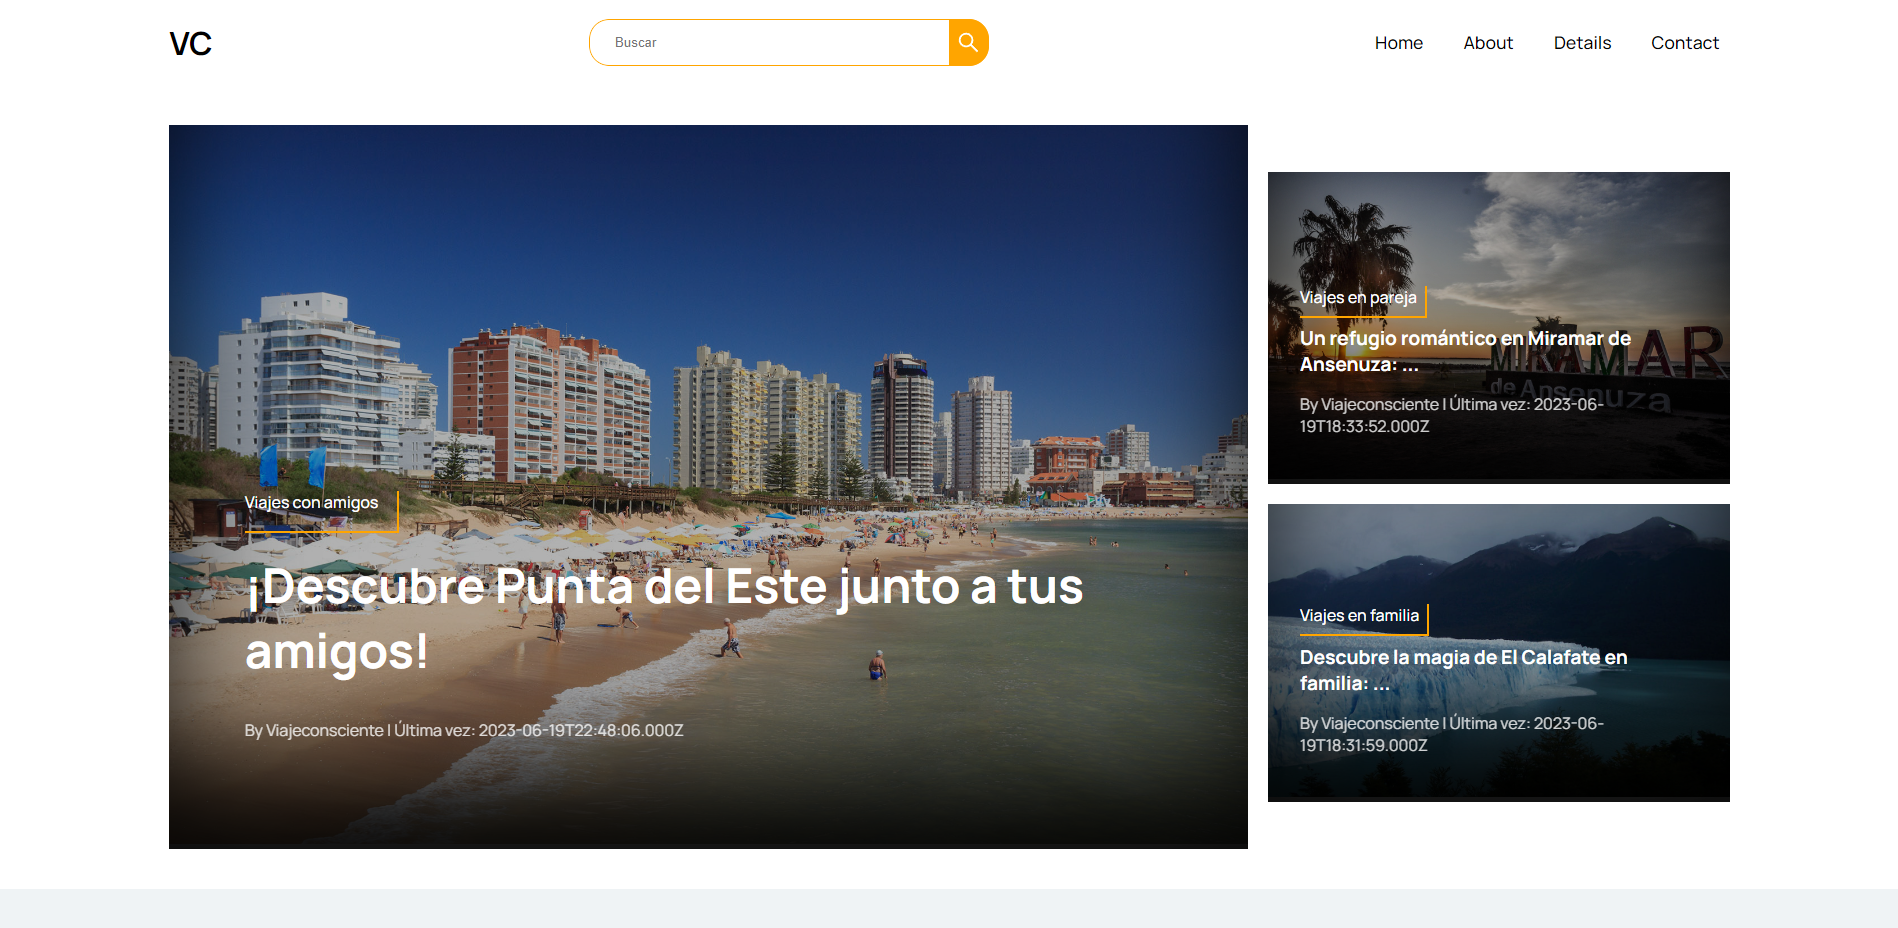 VC
Buscar
Home
About
Details
Contact
Viajes con amigos
¡Descubre Punta del Este junto a tus
amigos!
By Viajeconsciente | Última vez: 2023-06-19T22:48:06.000Z
Viajes en pareja
Un refugio romántico en Miramar de
Ansenuza: ...
By Viajeconsciente | Última vez: 2023-06-
19T18:33:52.000Z
MIRAMAR
de Ansenuza
Viajes en familia
Descubre la magia de El Calafate en
familia: ...
By Viajeconsciente | Última vez: 2023-06-
19T18:31:59.000Z